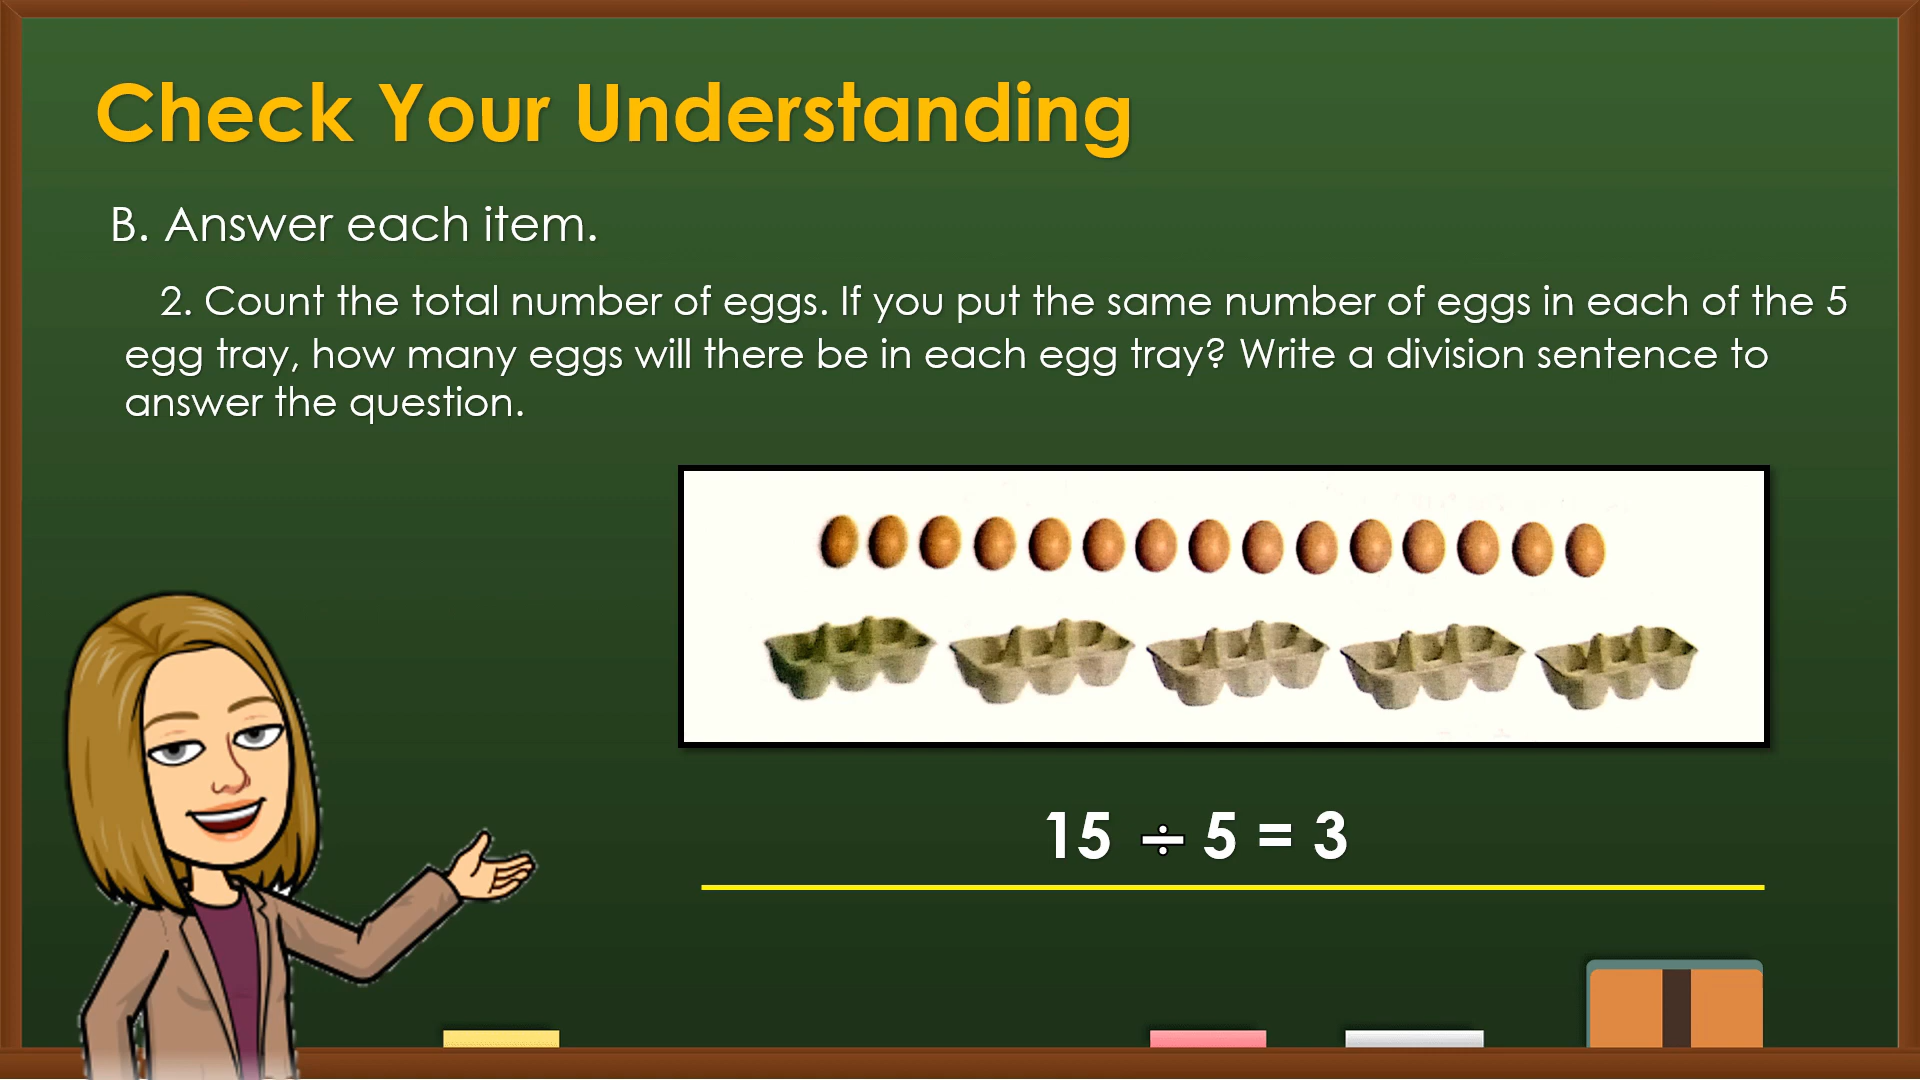 Check Your Understanding
B. Answer each item.
2. Count the total number of eggs. If you put the same number of eggs in each of the 5
egg tray, how many eggs will there be in each egg tray? Write a division sentence to
answer the question.
15 ÷ 5 = 3